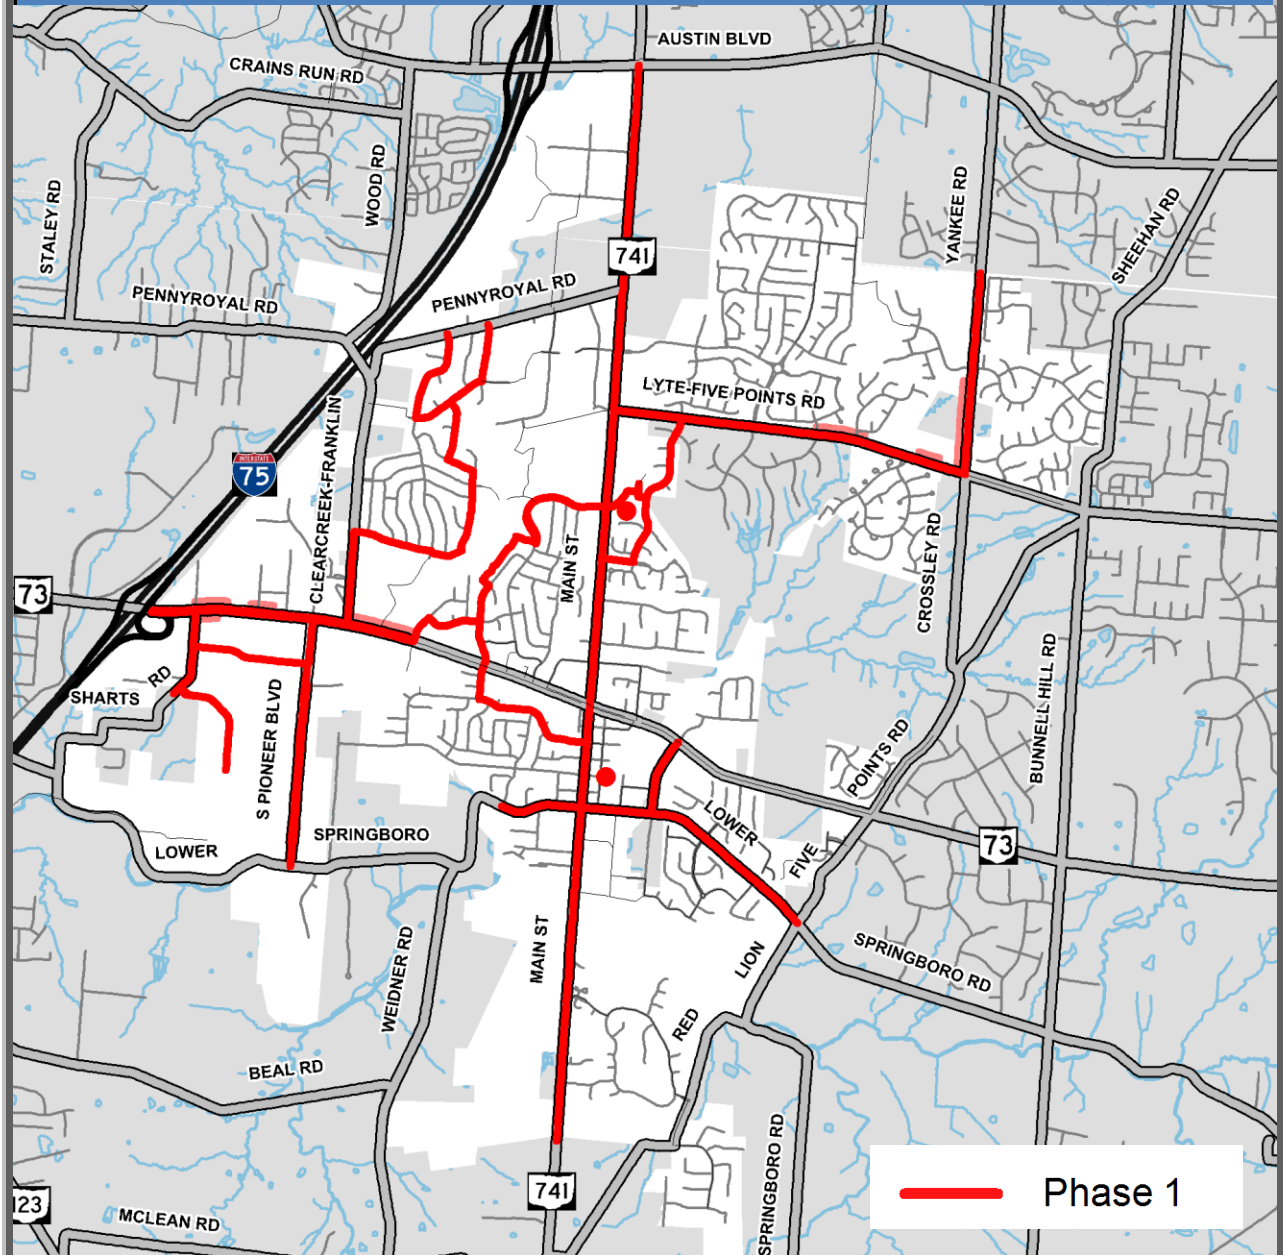 AUSTIN BLVD
CRAINS RUN RD
WOOD RD
STALEY RD
YANKEE RD
SHEEHAN RD
741
PENNYROYAL RD
PENNYROYAL RD
LYTE-FIVE POINTS RD
CLEARCREEK-FRANKLIN
INTERSTATE
75
73
MAIN ST
CROSSLEY RD
SHARTS RD
S PIONEER BLVD
BUNNELL HILL RD
POINTS RD
FIVE
LOWER
SPRINGBORO
LOWER
73
MAIN ST
WEIDNER RD
LION
RED
SPRINGBORO RD
BEAL RD
SPRINGBORO RD
741
123
MCLEAN RD
Phase 1